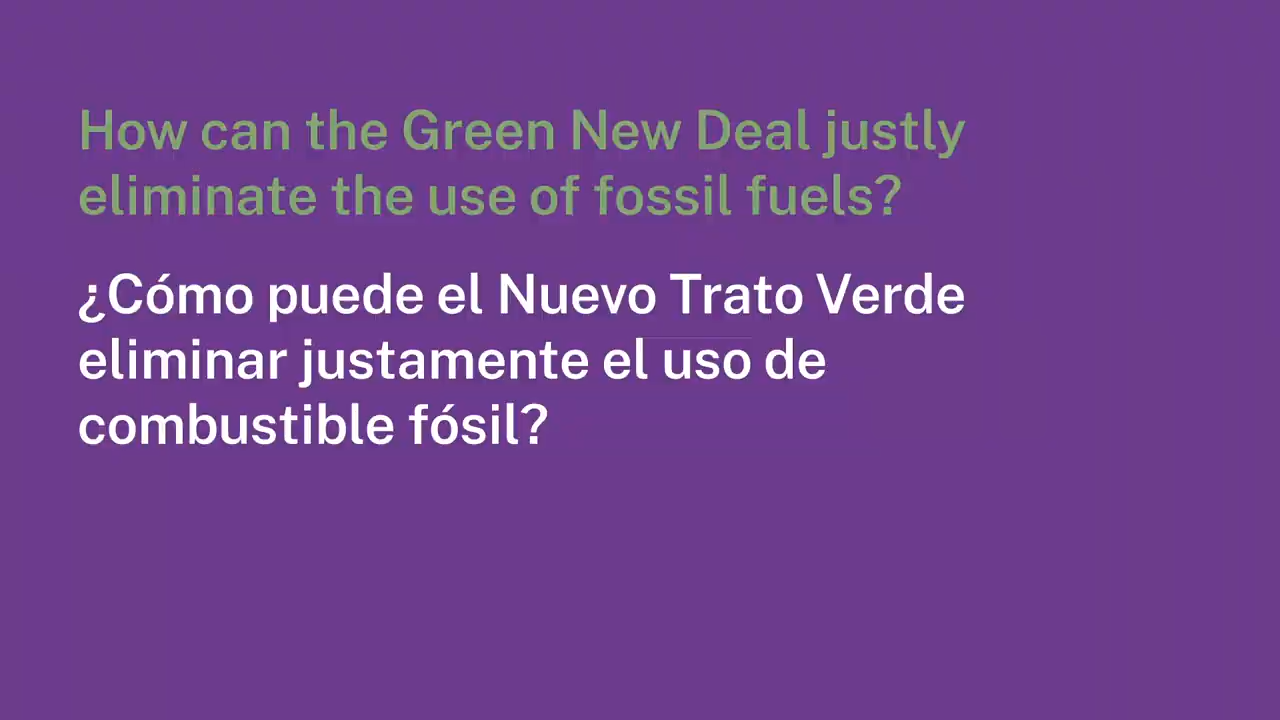 How can the Green New Deal justly
eliminate the use of fossil fuels?
¿Cómo puede el Nuevo Trato Verde
eliminar justamente el uso de
combustible fósil?